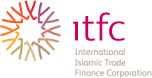 itfc
International
Islamic Trade
Finance Corporation